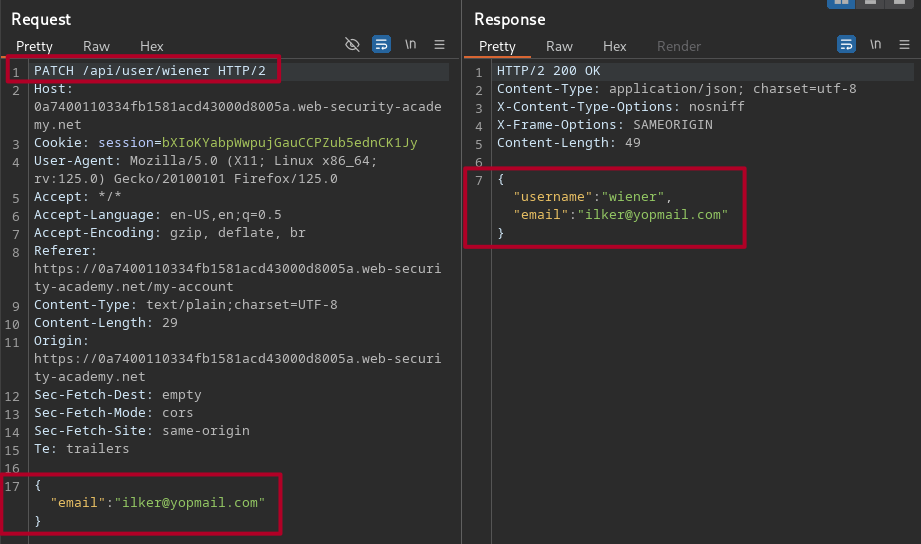 Request
Pretty Raw Hex \n
1 PATCH /api/user/wiener HTTP/2
2 Host:
0a7400110334fb1581acd43000d8005a.web-security-acade
my.net
3 Cookie: session=bXIoKYabpWwpujGauCCPZub5ednCK1Jy
4 User-Agent: Mozilla/5.0 (X11; Linux x86_64;
rv:125.0) Gecko/20100101 Firefox/125.0
5 Accept: */*
6 Accept-Language: en-US,en;q=0.5
7 Accept-Encoding: gzip, deflate, br
8 Referer:
https://0a7400110334fb1581acd43000d8005a.web-securi
ty-academy.net/my-account
9 Content-Type: text/plain;charset=UTF-8
10 Content-Length: 29
11 Origin:
https://0a7400110334fb1581acd43000d8005a.web-securi
ty-academy.net
12 Sec-Fetch-Dest: empty
13 Sec-Fetch-Mode: cors
14 Sec-Fetch-Site: same-origin
15 Te: trailers
16
17 {
"email":"ilker@yopmail.com"
}
Response
Pretty Raw Hex Render \n
1 HTTP/2 200 OK
2 Content-Type: application/json; charset=utf-8
3 X-Content-Type-Options: nosniff
4 X-Frame-Options: SAMEORIGIN
5 Content-Length: 49
6
7 {
"username":"wiener",
"email":"ilker@yopmail.com"
}